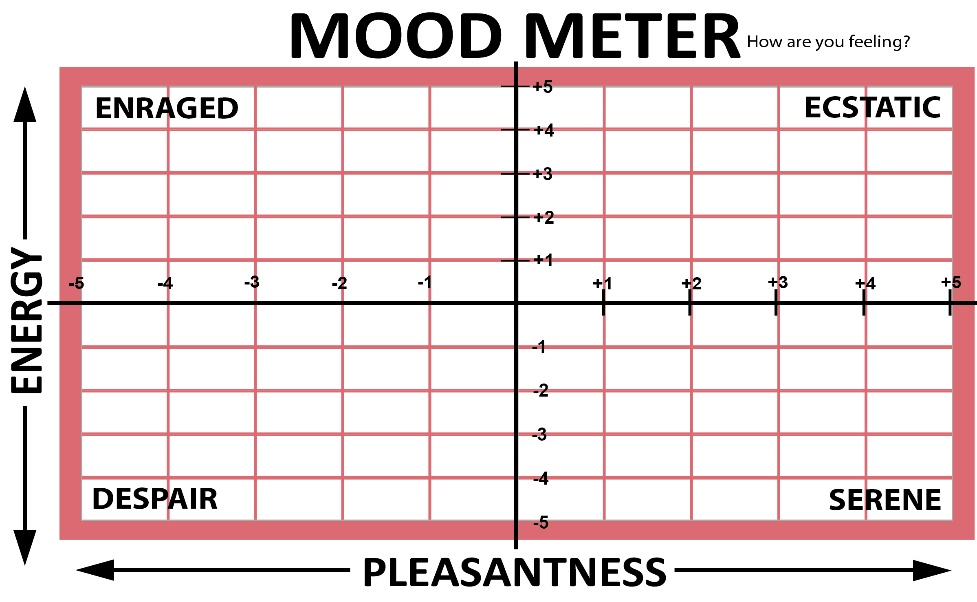 MOOD METER How are you feeling?
ENRAGED
ECSTATIC
+5
+4
+3
+2
+1
-5 -4 -3 -2 -1 +1 +2 +3 +4 +5
-1
-2
-3
-4
-5
DESPAIR
SERENE
ENERGY
PLEASANTNESS